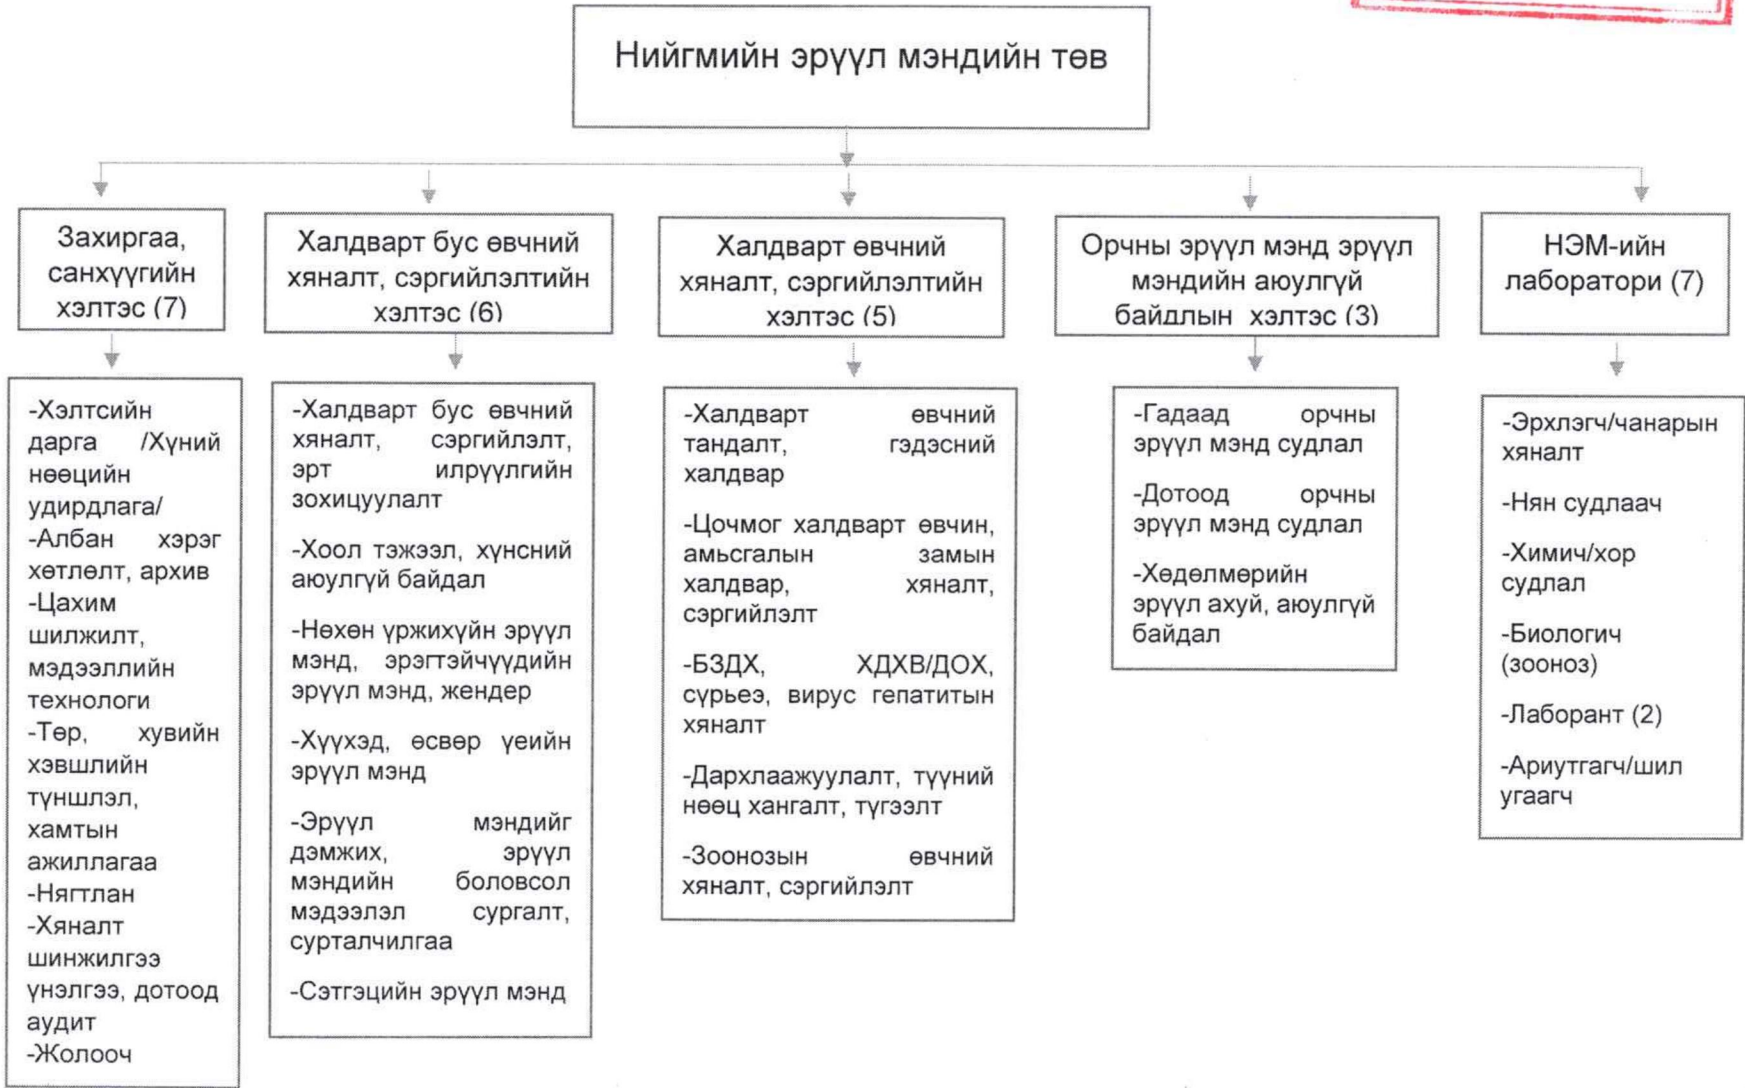 Нийгмийн эрүүл мэндийн төв
Захиргаа,
санхүүгийн
хэлтэс (7)
Халдварт бус өвчний
хяналт, сэргийлэлтийн
хэлтэс (6)
Халдварт өвчний
хяналт, сэргийлэлтийн
хэлтэс (5)
Орчны эрүүл мэнд эрүүл
мэндийн аюулгүй
байдлын хэлтэс (3)
НЭМ-ийн
лаборатори (7)
-Хэлтсийн
дарга /Хүний
нөөцийн
удирдлага/
-Албан хэрэг
хөтлөлт, архив
-Цахим
шилжилт,
мэдээллийн
технологи
-Төр, хувийн
хэвшлийн
түншлэл,
хамтын
ажиллагаа
-Нягтлан
-Хяналт
шинжилгээ
үнэлгээ, дотоод
аудит
-Жолооч
-Халдварт бус өвчний
хяналт, сэргийлэлт,
эрт илрүүлгийн
зохицуулалт
-Хоол тэжээл, хүнсний
аюулгүй байдал
-Нөхөн үржихүйн эрүүл
мэнд, эрэгтэйчүүдийн
эрүүл мэнд, жендер
-Хүүхэд, өсвөр үеийн
эрүүл мэнд
-Эрүүл мэндийг
дэмжих, эрүүл
мэндийн боловсол
мэдээлэл сургалт,
сурталчилгаа
-Сэтгэцийн эрүүл мэнд
-Халдварт өвчний
тандалт, гэдэсний
халдвар
-Цочмог халдварт өвчин,
амьсгалын замын
халдвар, хяналт,
сэргийлэлт
-БЗДХ, ХДХВ/ДОХ,
сүрьеэ, вирус гепатитын
хяналт
-Дархлаажуулалт, түүний
нөөц хангалт, түгээлт
-Зоонозын өвчний
хяналт, сэргийлэлт
-Гадаад орчны
эрүүл мэнд судлал
-Дотоод орчны
эрүүл мэнд судлал
-Хөдөлмөрийн
эрүүл ахуй, аюулгүй
байдал
-Эрхлэгч/чанарын
хяналт
-Нян судлаач
-Химич/хор
судлал
-Биологич
(зооноз)
-Лаборант (2)
-Ариутгагч/шил
угаагч